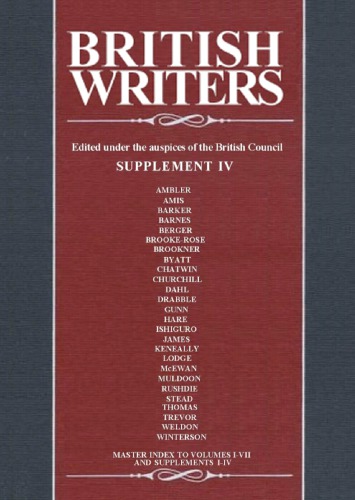 BRITISH
WRITERS
Edited under the auspices of the British Council
SUPPLEMENT IV
AMBLER
AMIS
BARKER
BARNES
BERGER
BROOKE-ROSE
BROOKNER
BYATT
CHATWIN
CHURCHILL
DAHL
DRABBLE
GUNN
HARE
ISHIGURO
JAMES
KENEALLY
LODGE
McEWAN
MULDOON
RUSHDIE
STEAD
THOMAS
TREVOR
WELDON
WINTERSON
MASTER INDEX TO VOLUMES I-VII
AND SUPPLEMENTS I-IV